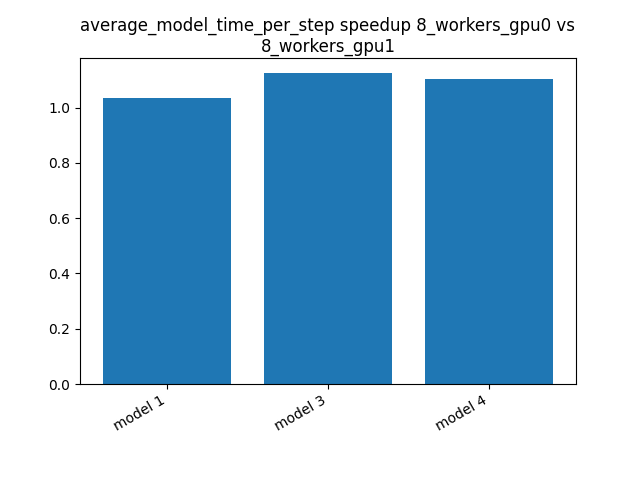 average_model_time_per_step speedup 8_workers_gpu0 vs
8_workers_gpu1
1.0
0.8
0.6
0.4
0.2
0.0
model 1
model 3
model 4